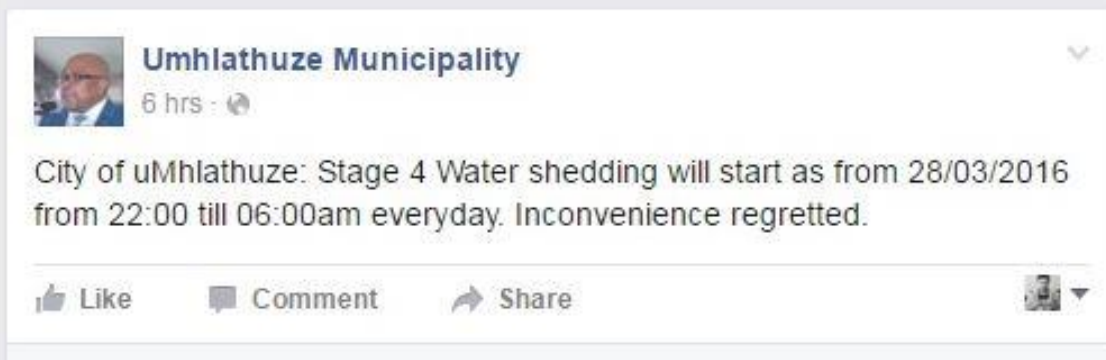 Umhlathuze Municipality
6 hrs ·
City of uMhlathuze: Stage 4 Water shedding will start as from 28/03/2016
from 22:00 till 06:00am everyday. Inconvenience regretted.
Like Comment Share